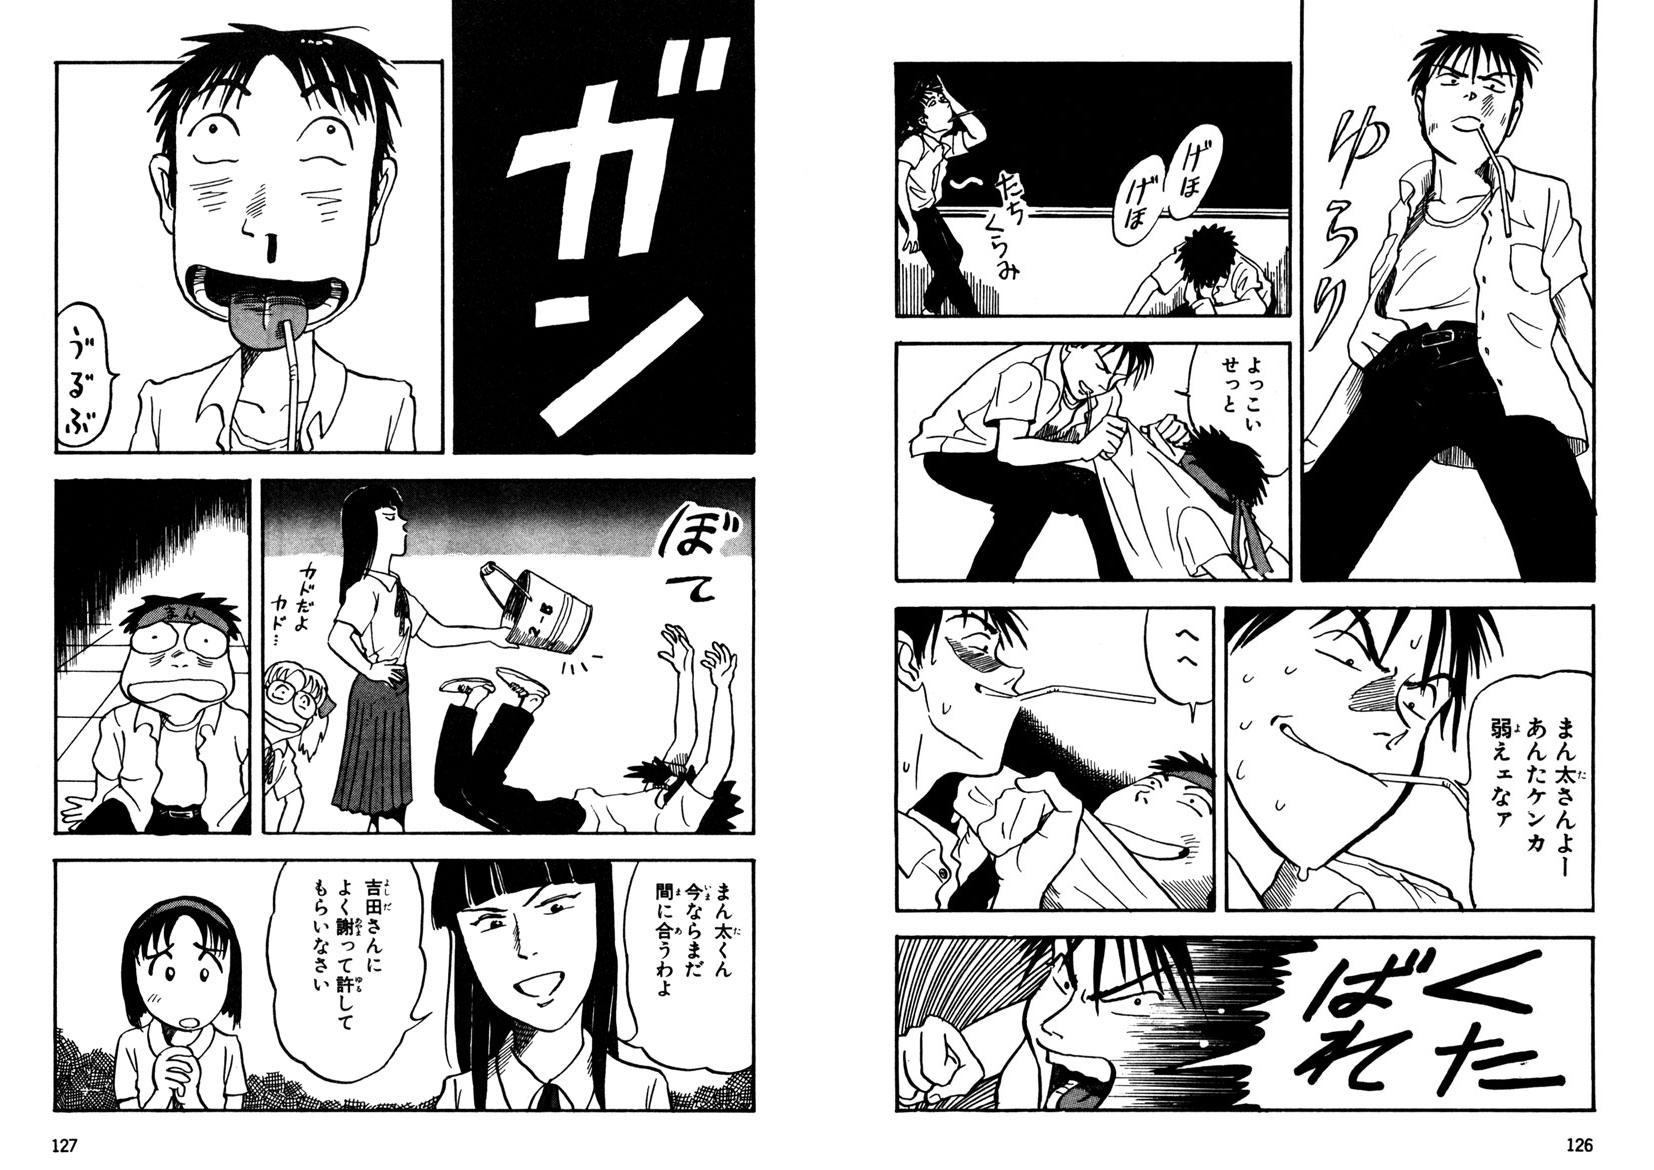 ゆらり
げほ
げほ
たちくらみ
よっこい
せっと
まん太さんよー
あんたケンカ
弱えェなァ
へへ
くた
ばれ
126
ガン
ゔるぶ
ぼて
2-B
カドだよ
カド…
まん
まん太くん
今ならまだ
間に合うわよ
吉田さんに
よく謝って許して
もらいなさい
127